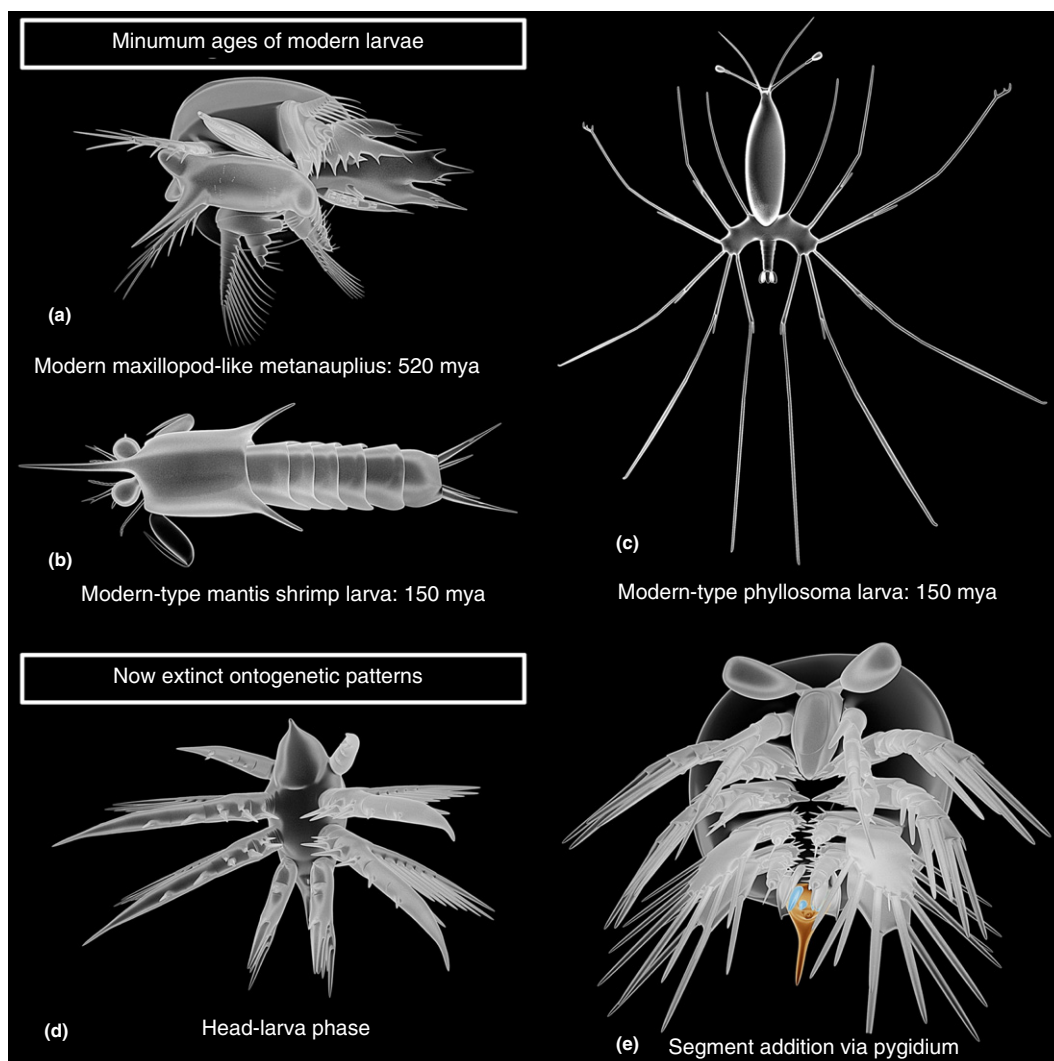 Minumum ages of modern larvae
(a)
Modern maxillopod-like metanauplius: 520 mya
(b)
Modern-type mantis shrimp larva: 150 mya
(c)
Modern-type phyllosoma larva: 150 mya
Now extinct ontogenetic patterns
(d)
Head-larva phase
(e)
Segment addition via pygidium